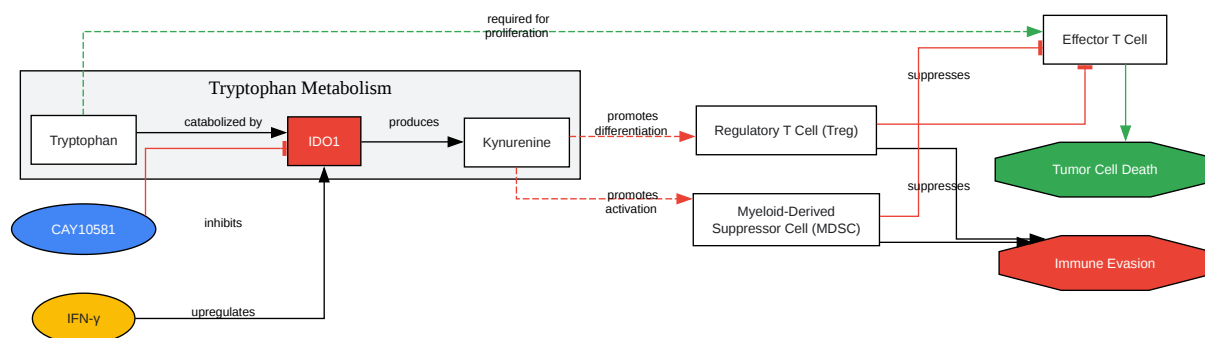 required for
proliferation
Effector T Cell
suppresses
Tryptophan Metabolism
catabolized by
produces
promotes
differentiation
Tryptophan
IDO1
Kynurenine
Regulatory T Cell (Treg)
Tumor Cell Death
suppresses
promotes
activation
Myeloid-Derived
Suppressor Cell (MDSC)
CAY10581
inhibits
Immune Evasion
IFN-γ
upregulates